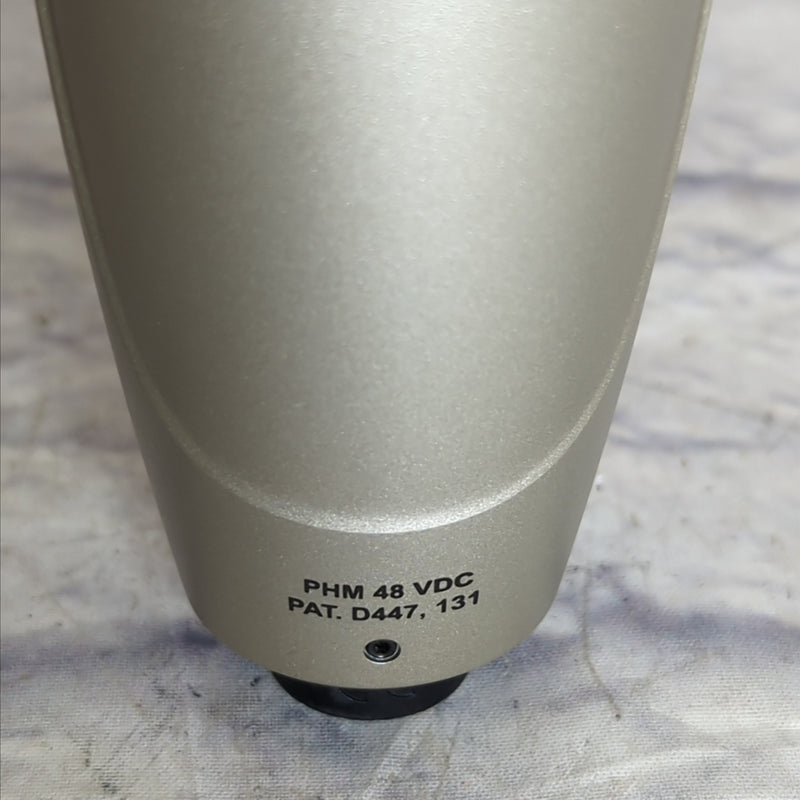 PHM 48 VDC
PAT. D447, 131